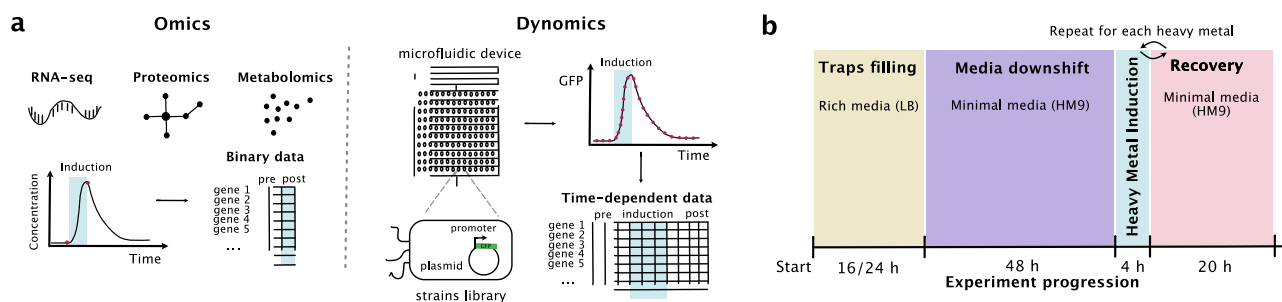 a
Omics
Dynomics
RNA-seq
Proteomics
Metabolomics
Induction
Concentration
Time
Binary data
pre post
gene 1
gene 2
gene 3
gene 4
gene 5
...
microfluidic device
promoter
GFP
plasmid
strains library
Induction
GFP
Time
Time-dependent data
pre induction post
gene 1
gene 2
gene 3
gene 4
gene 5
...
b
Repeat for each heavy metal
Traps filling
Rich media (LB)
Media downshift
Minimal media (HM9)
Heavy Metal Induction
Recovery
Minimal media
(HM9)
Start 16/24 h 48 h 4 h 20 h
Experiment progression